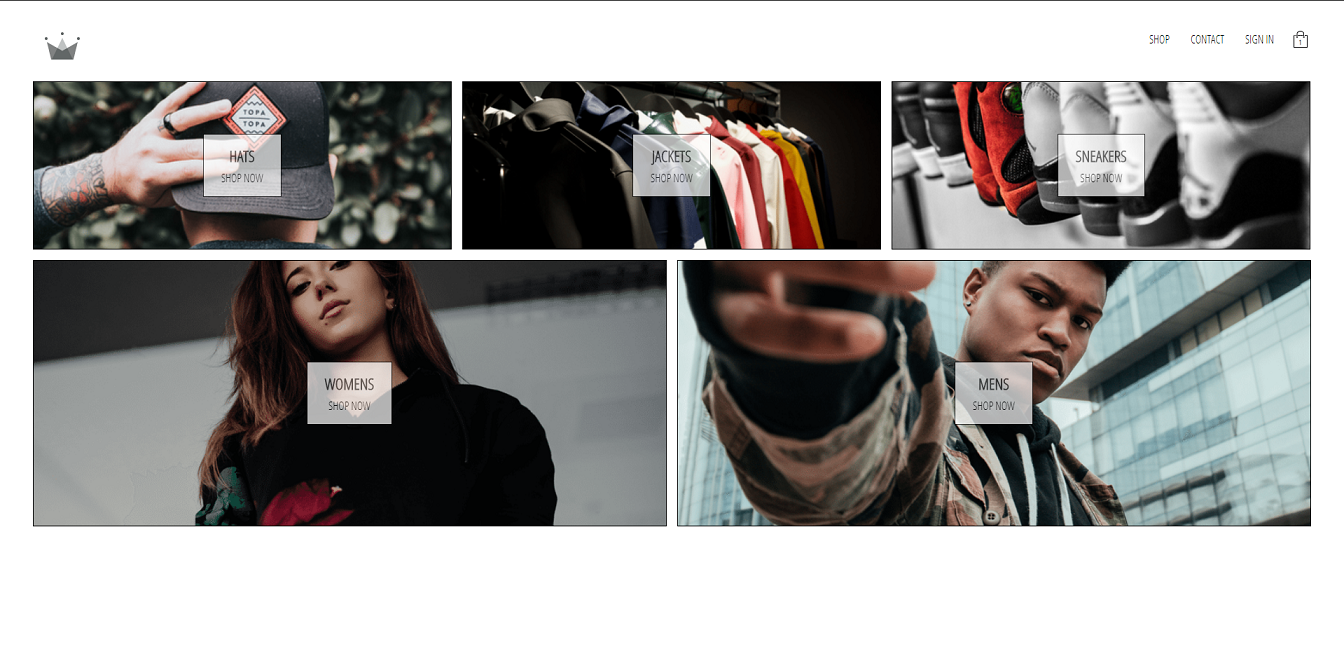 SHOP CONTACT SIGN IN 1
TOPA
TOPA
HATS
SHOP NOW
JACKETS
SHOP NOW
SNEAKERS
SHOP NOW
WOMENS
SHOP NOW
MENS
SHOP NOW